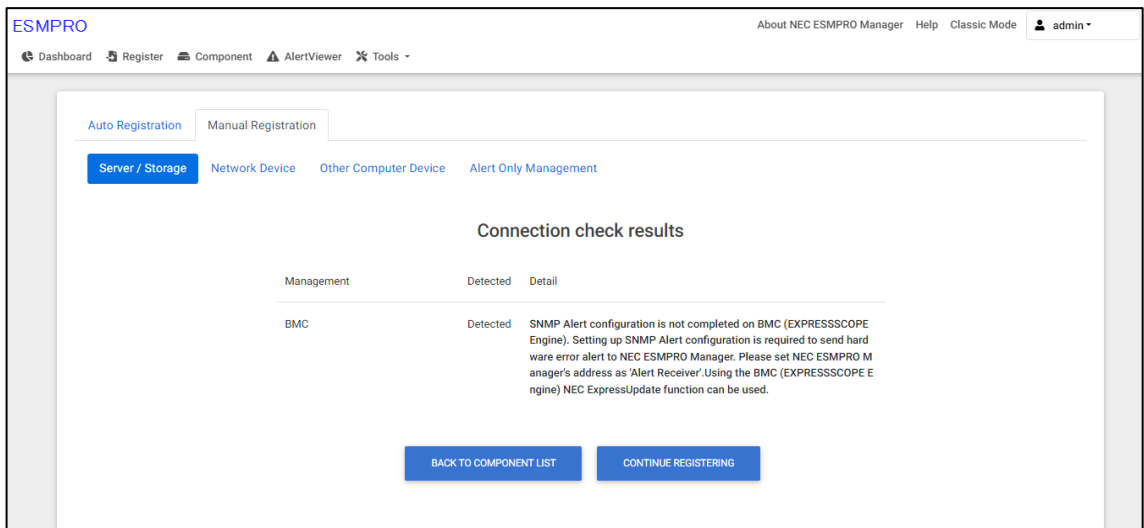 ESMPRO
About NEC ESMPRO Manager Help Classic Mode admin
Dashboard Register Component AlertViewer Tools
Auto Registration Manual Registration
Server / Storage Network Device Other Computer Device Alert Only Management
Connection check results
Management Detected Detail
BMC Detected SNMP Alert configuration is not completed on BMC (EXPRESSSCOPE
Engine). Setting up SNMP Alert configuration is required to send hard
ware error alert to NEC ESMPRO Manager. Please set NEC ESMPRO M
anager's address as 'Alert Receiver'.Using the BMC (EXPRESSSCOPE E
ngine) NEC ExpressUpdate function can be used.
BACK TO COMPONENT LIST CONTINUE REGISTERING